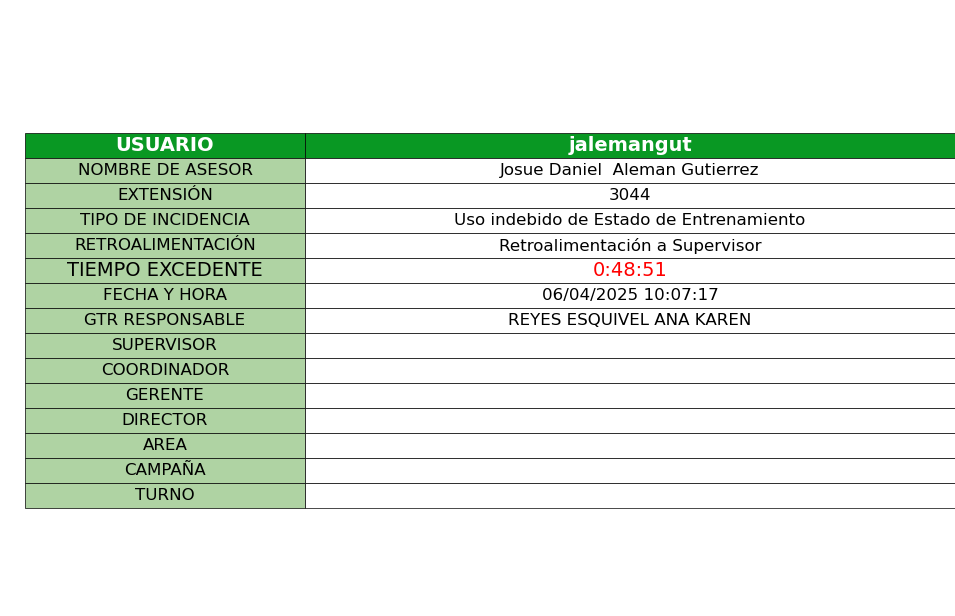 USUARIO jalemangut
NOMBRE DE ASESOR Josue Daniel  Aleman Gutierrez
EXTENSIÓN 3044
TIPO DE INCIDENCIA Uso indebido de Estado de Entrenamiento
RETROALIMENTACIÓN Retroalimentación a Supervisor
TIEMPO EXCEDENTE 0:48:51
FECHA Y HORA 06/04/2025 10:07:17
GTR RESPONSABLE REYES ESQUIVEL ANA KAREN
SUPERVISOR
COORDINADOR
GERENTE
DIRECTOR
AREA
CAMPAÑA
TURNO